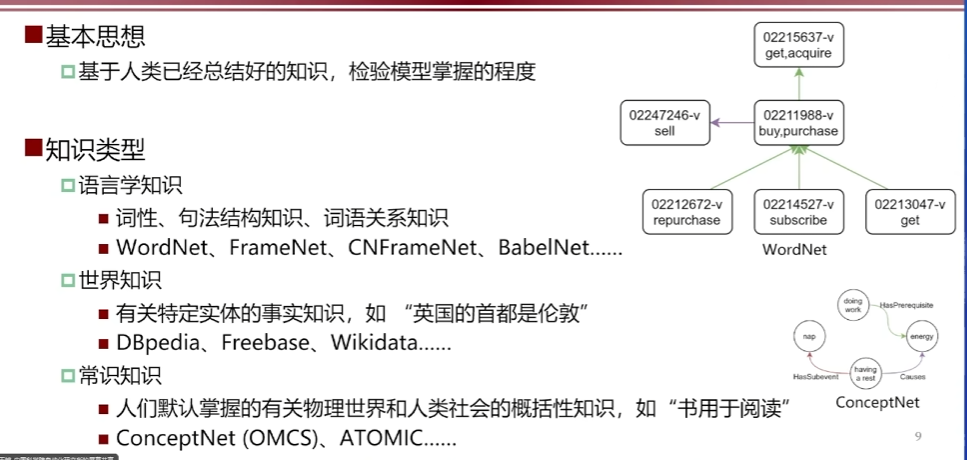 基本思想
基于人类已经总结好的知识，检验模型掌握的程度
知识类型
语言学知识
词性、句法结构知识、词语关系知识
WordNet、FrameNet、CNFrameNet、BabelNet......
世界知识
有关特定实体的事实知识，如 “英国的首都是伦敦”
DBpedia、Freebase、Wikidata......
常识知识
人们默认掌握的有关物理世界和人类社会的概括性知识，如“书用于阅读”
ConceptNet (OMCS)、ATOMIC......
02215637-v
get,acquire
02247246-v
sell
02211988-v
buy,purchase
02212672-v
repurchase
02214527-v
subscribe
02213047-v
get
WordNet
doing
work
HasPrerequisite
nap
energy
HasSubevent
having
a rest
Causes
ConceptNet
9